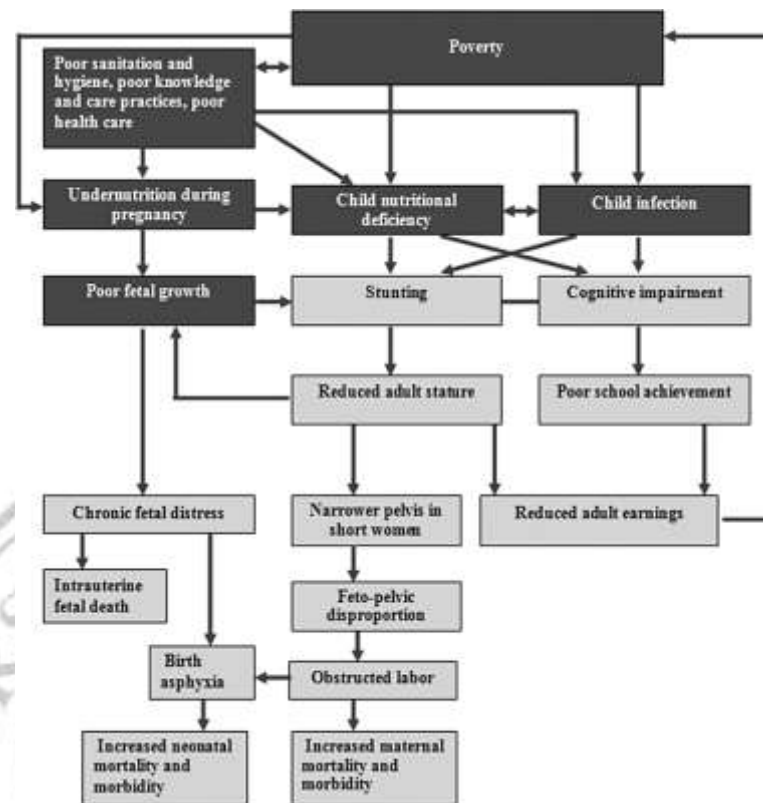 Poverty
Poor sanitation and
hygiene, poor knowledge
and care practices, poor
health care
Undernutrition during
pregnancy
Child nutritional
deficiency
Child infection
Poor fetal growth
Stunting
Cognitive impairment
Reduced adult stature
Poor school achievement
Chronic fetal distress
Narrower pelvis in
short women
Reduced adult earnings
Intrauterine
fetal death
Feto-pelvic
disproportion
Birth
asphyxia
Obstructed labor
Increased neonatal
mortality and
morbidity
Increased maternal
mortality and
morbidity